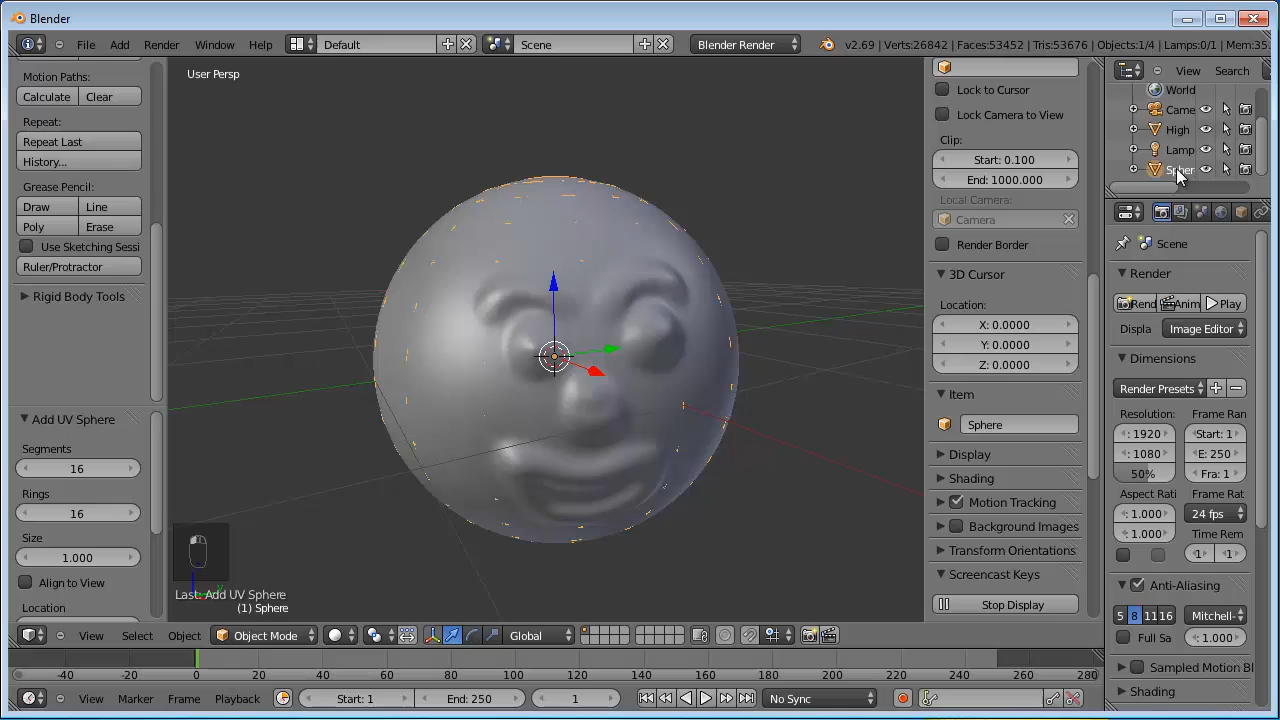 Blender
File Add Render Window Help Default Scene Blender Render v2.69 | Verts:26842 | Faces:53452 | Tris:53676 | Objects:1/4 | Lamps:0/1 | Mem:35.
Motion Paths:
Calculate Clear
Repeat:
Repeat Last
History...
Grease Pencil:
Draw Line
Poly Erase
Use Sketching Sessi
Ruler/Protractor
Rigid Body Tools
Add UV Sphere
Segments
16
Rings
16
Size
1.000
Align to View
Location
User Persp
Last: Add UV Sphere
(1) Sphere
Lock to Cursor
Lock Camera to View
Clip:
Start: 0.100
End: 1000.000
Local Camera:
Camera
Render Border
3D Cursor
Location:
X: 0.0000
Y: 0.0000
Z: 0.0000
Item
Sphere
Display
Shading
Motion Tracking
Background Images
Transform Orientations
Screencast Keys
Stop Display
View Search
World
Came
High
Lamp
Spher
Scene
Render
Rend Anim Play
Displa Image Editor
Dimensions
Render Presets
Resolution: Frame Ran
: 1920 Start: 1
: 1080 E: 250
50% Fra: 1
Aspect Rati Frame Rat
: 1.000 24 fps
: 1.000 Time Rem
1 1
Anti-Aliasing
5 8 11 16 Mitchell-
Full Sa : 1.000
Sampled Motion Bl
Shading
View Select Object Object Mode Global
-40 -20 0 20 40 60 80 100 120 140 160 180 200 220 240 260 280
View Marker Frame Playback Start: 1 End: 250 1 No Sync